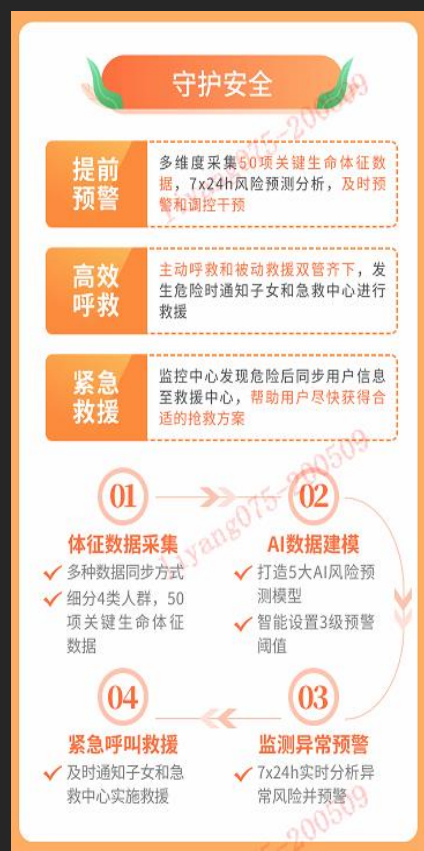 守护安全
提前
预警
多维度采集50项关键生命体征数
据，7x24h风险预测分析，及时预
警和调控干预
高效
呼救
主动呼救和被动救援双管齐下，发
生危险时通知子女和急救中心进行
救援
紧急
救援
监控中心发现危险后同步用户信息
至救援中心，帮助用户尽快获得合
适的抢救方案
01
体征数据采集
多种数据同步方式
细分4类人群，50
项关键生命体征
数据
02
AI数据建模
打造5大AI风险预
测模型
智能设置3级预警
阈值
03
监测异常预警
7x24h实时分析异
常风险并预警
04
紧急呼叫救援
及时通知子女和急
救中心实施救援
liyang075-200509
liyang075-200509
-200509